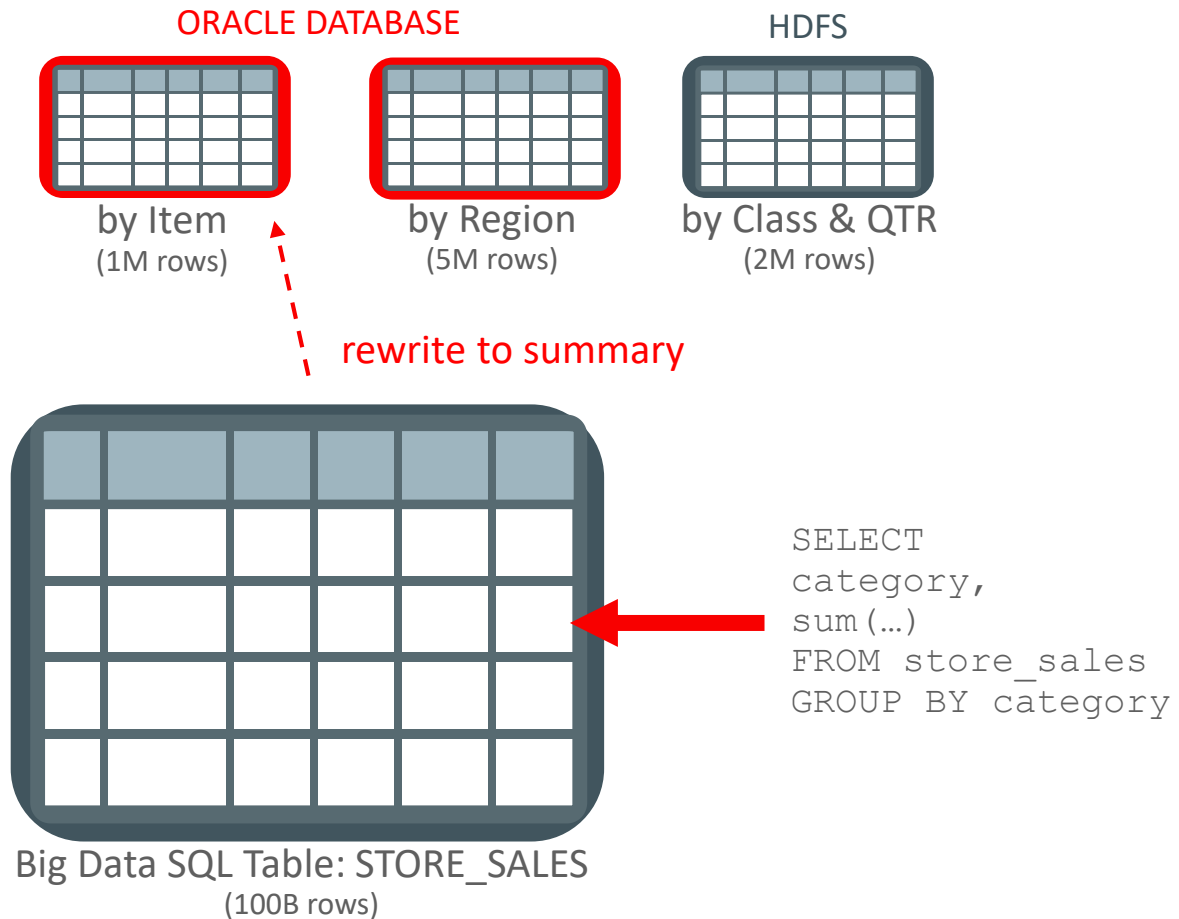 ORACLE DATABASE
HDFS
by Item
(1M rows)
by Region
(5M rows)
by Class & QTR
(2M rows)
rewrite to summary
SELECT
category,
sum(…)
FROM store_sales
GROUP BY category
Big Data SQL Table: STORE_SALES
(100B rows)